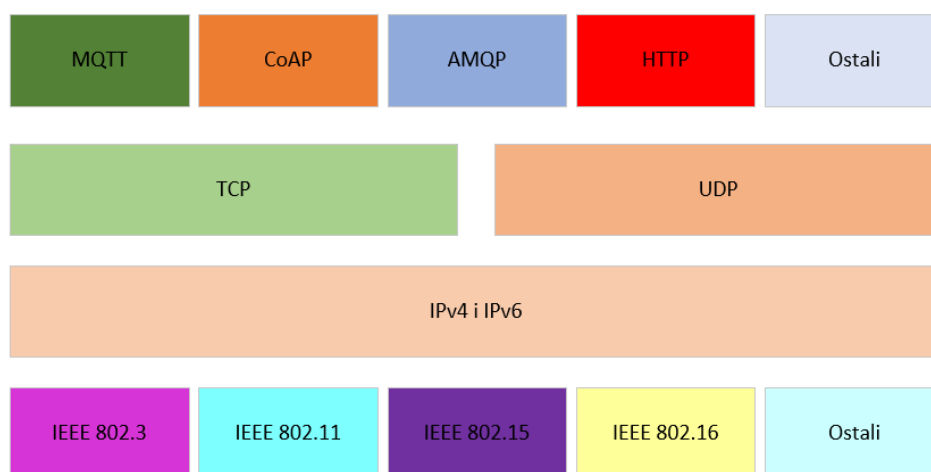 MQTT
CoAP
AMQP
HTTP
Ostali
TCP
UDP
IPv4 i IPv6
IEEE 802.3
IEEE 802.11
IEEE 802.15
IEEE 802.16
Ostali